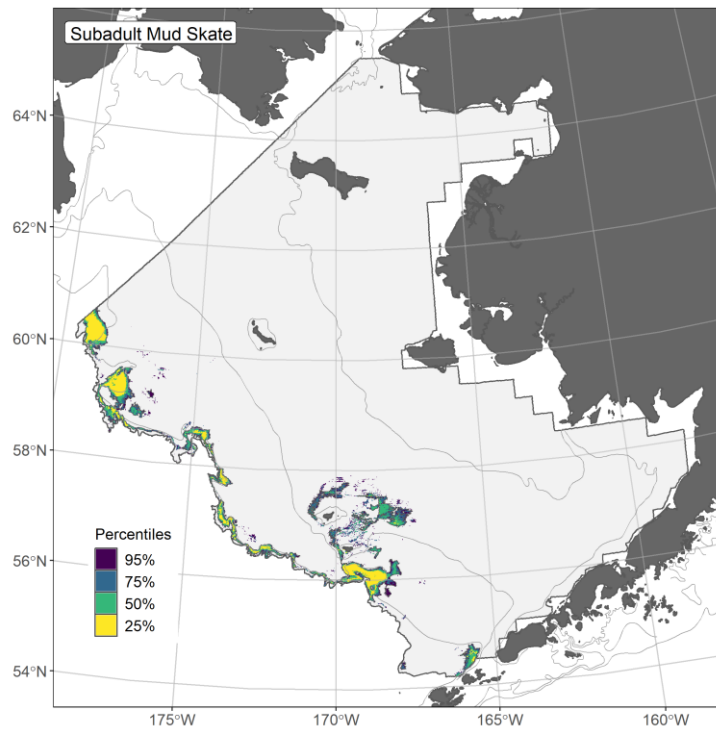 Subadult Mud Skate
64°N
62°N
60°N
58°N
56°N
54°N
Percentiles
95%
75%
50%
25%
175°W
170°W
165°W
160°W